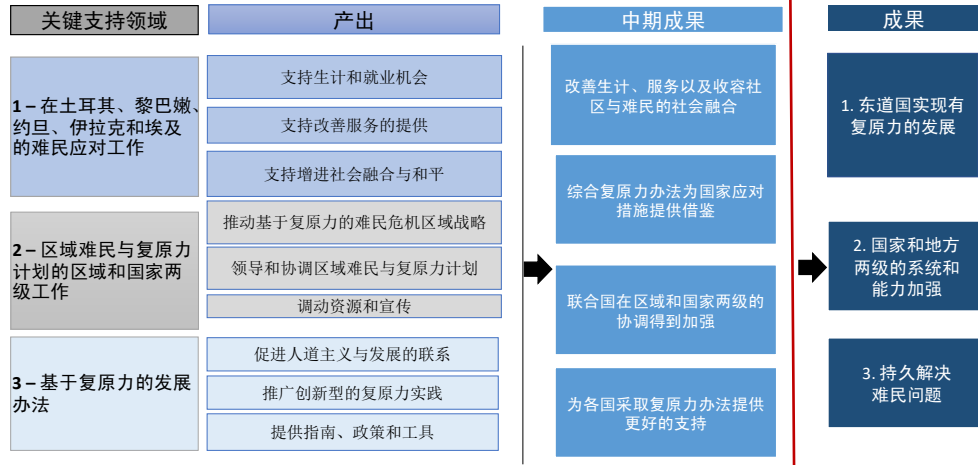 关键支持领域
产出
中期成果
成果
1 – 在土耳其、黎巴嫩、
约旦、伊拉克和埃及
的难民应对工作
支持生计和就业机会
支持改善服务的提供
支持增进社会融合与和平
2 – 区域难民与复原力
计划的区域和国家两
级工作
推动基于复原力的难民危机区域战略
领导和协调区域难民与复原力计划
调动资源和宣传
3 – 基于复原力的发展
办法
促进人道主义与发展的联系
推广创新型的复原力实践
提供指南、政策和工具
改善生计、服务以及收容社
区与难民的社会融合
综合复原力办法为国家应对
措施提供借鉴
联合国在区域和国家两级的
协调得到加强
为各国采取复原力办法提供
更好的支持
1. 东道国实现有
复原力的发展
2. 国家和地方
两级的系统和
能力加强
3. 持久解决
难民问题